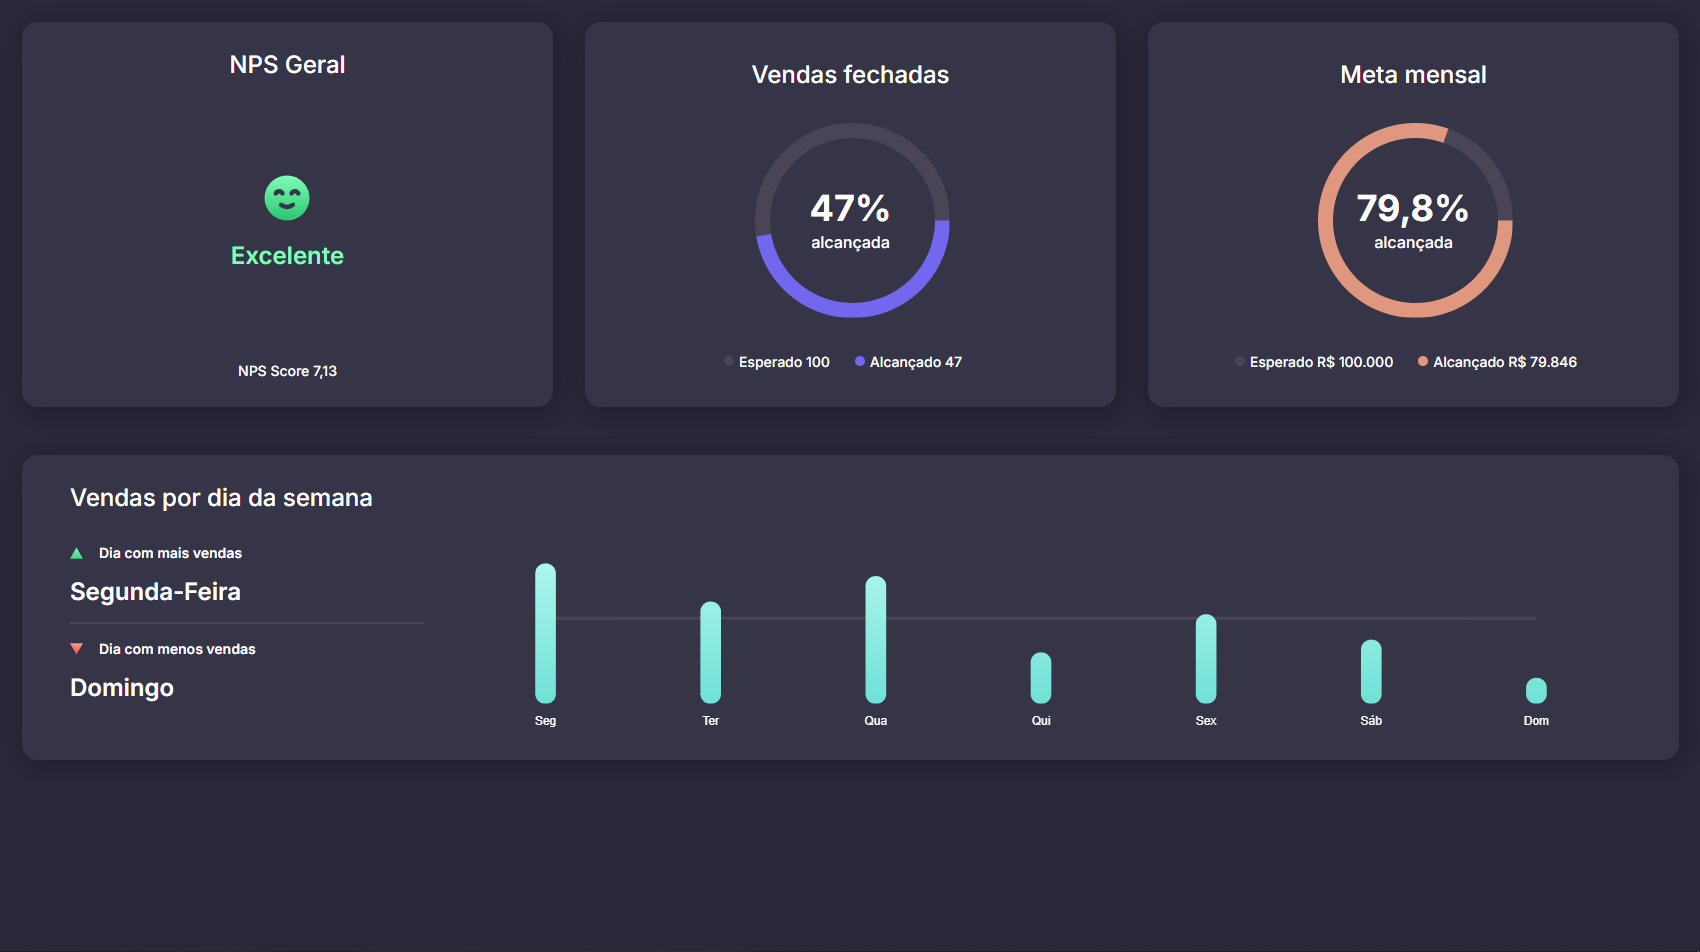 NPS Geral
Excelente
NPS Score 7,13
Vendas fechadas
47%
alcançada
Esperado 100
Alcançado 47
Meta mensal
79,8%
alcançada
Esperado R$ 100.000
Alcançado R$ 79.846
Vendas por dia da semana
Dia com mais vendas
Segunda-Feira
Dia com menos vendas
Domingo
Seg Ter Qua Qui Sex Sáb Dom